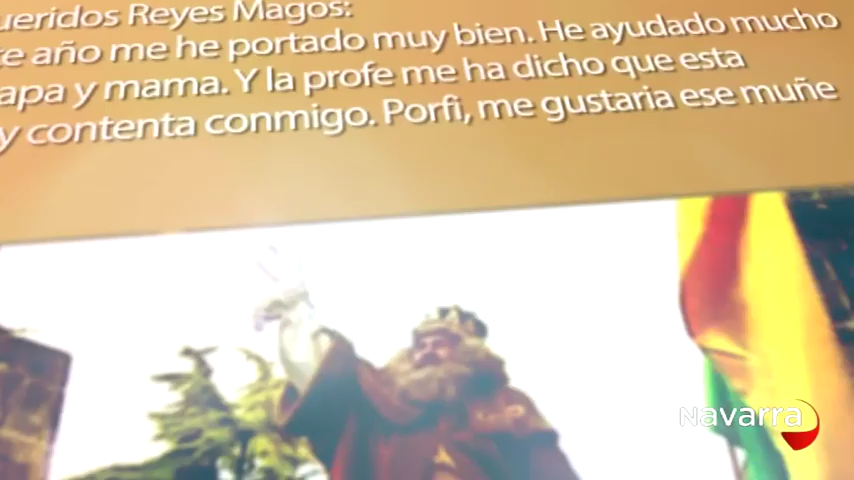 ueridos Reyes Magos:
te año me he portado muy bien. He ayudado mucho
apa y mama. Y la profe me ha dicho que esta
y contenta conmigo. Porfi, me gustaria ese muñe
Navarra